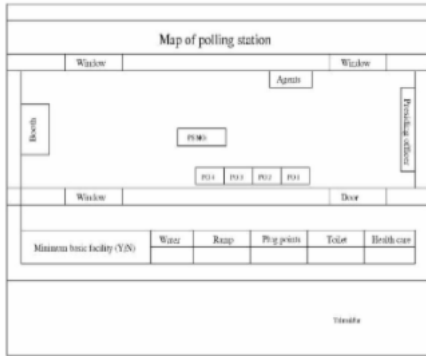 Map of polling station
Window Window
Agents
Booth
Presiding officer
PO4 PO3 PO2 PO1
Window Door
Minimum basic facility (Y/N) Water Ramp Plug points Toilet Health care